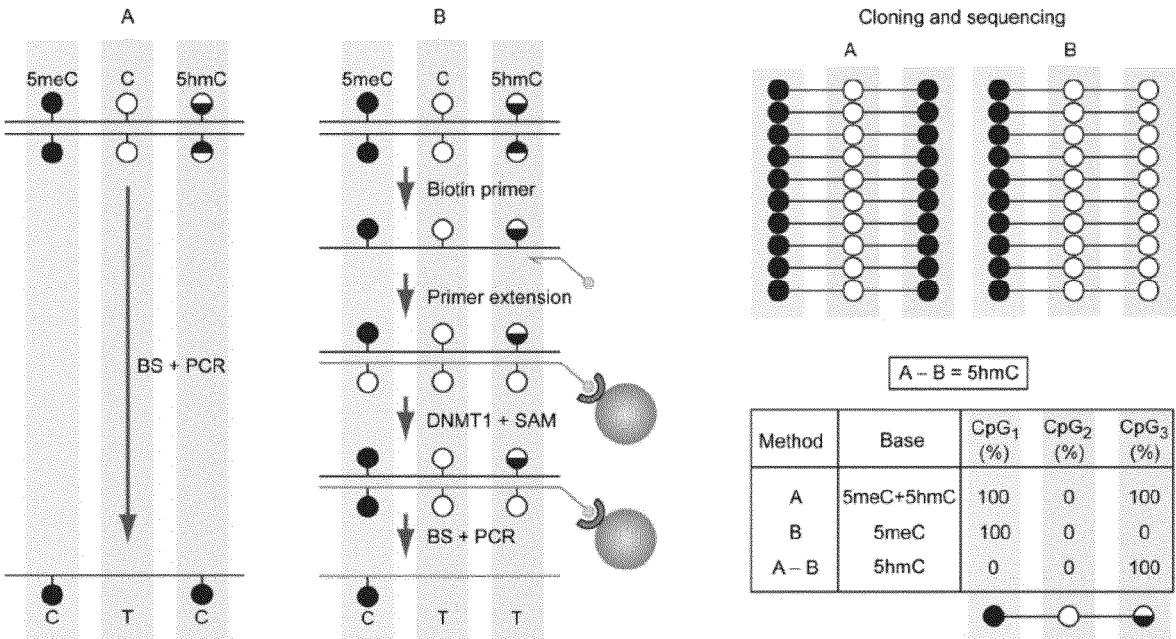 A
5meC C 5hmC
BS + PCR
C T C
B
5meC C 5hmC
Biotin primer
Primer extension
DNMT1 + SAM
BS + PCR
C T T
Cloning and sequencing
A B
A – B = 5hmC
Method Base CpG1 (%) CpG2 (%) CpG3 (%)
A 5meC+5hmC 100 0 100
B 5meC 100 0 0
A – B 5hmC 0 0 100